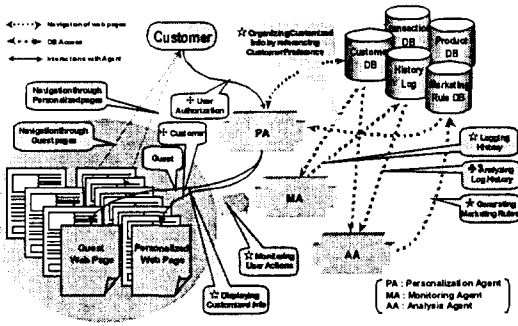 Navigation of web pages
DB Access
Interactions with Agent
Customer
☆ Organizing Customized
Info by referencing
Customer Preference
Transaction
DB
Product
DB
Customer
DB
History
Log
Marketing
Rule DB
Navigation through
Personalized pages
User
Authorization
Navigation through
Guest pages
Customer
Guest
PA
MA
AA
☆ Logging
History
Analyzing
Log History
☆ Generating
Marketing Rules
Guest
Web Page
Personalized
Web Page
☆ Monitoring
User Actions
☆ Displaying
Customized Info
PA : Personalization Agent
MA : Monitoring Agent
AA : Analysis Agent